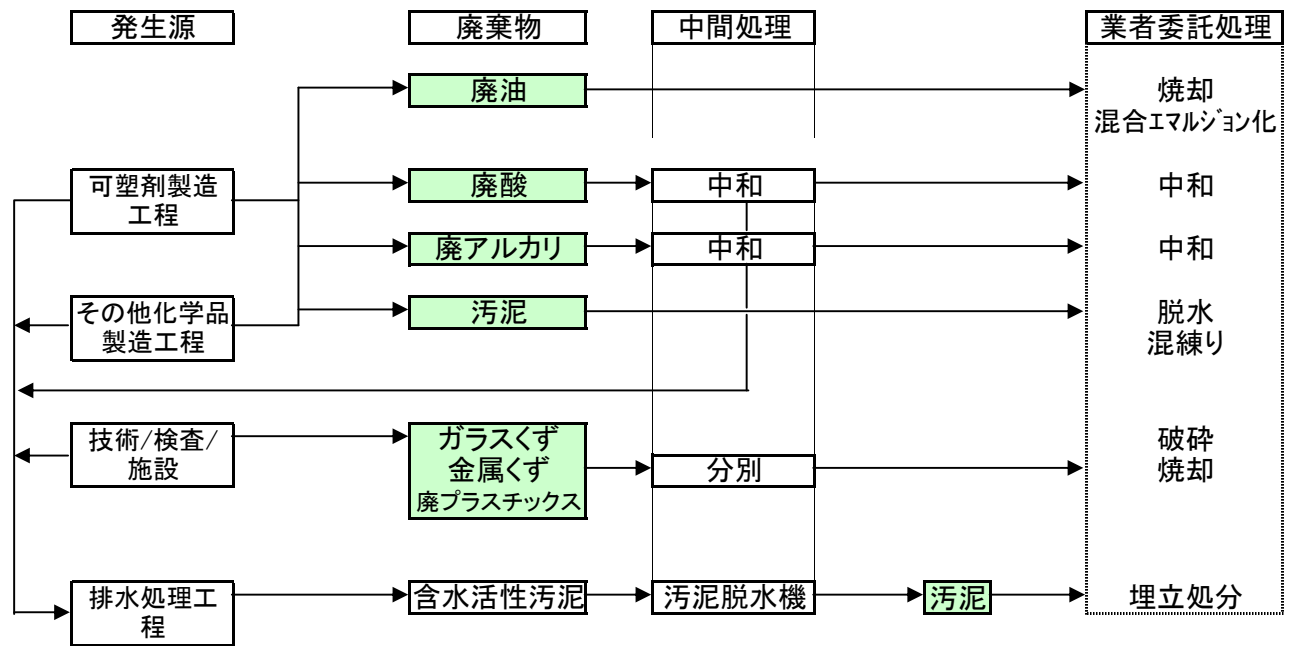 発生源
廃棄物
中間処理
業者委託処理
廃油
焼却
混合ｴﾏﾙｼﾞｮﾝ化
可塑剤製造
工程
廃酸
中和
中和
廃アルカリ
中和
中和
その他化学品
製造工程
汚泥
脱水
混練り
技術/検査/
施設
ガラスくず
金属くず
廃プラスチックス
分別
破砕
焼却
排水処理工
程
含水活性汚泥
汚泥脱水機
汚泥
埋立処分